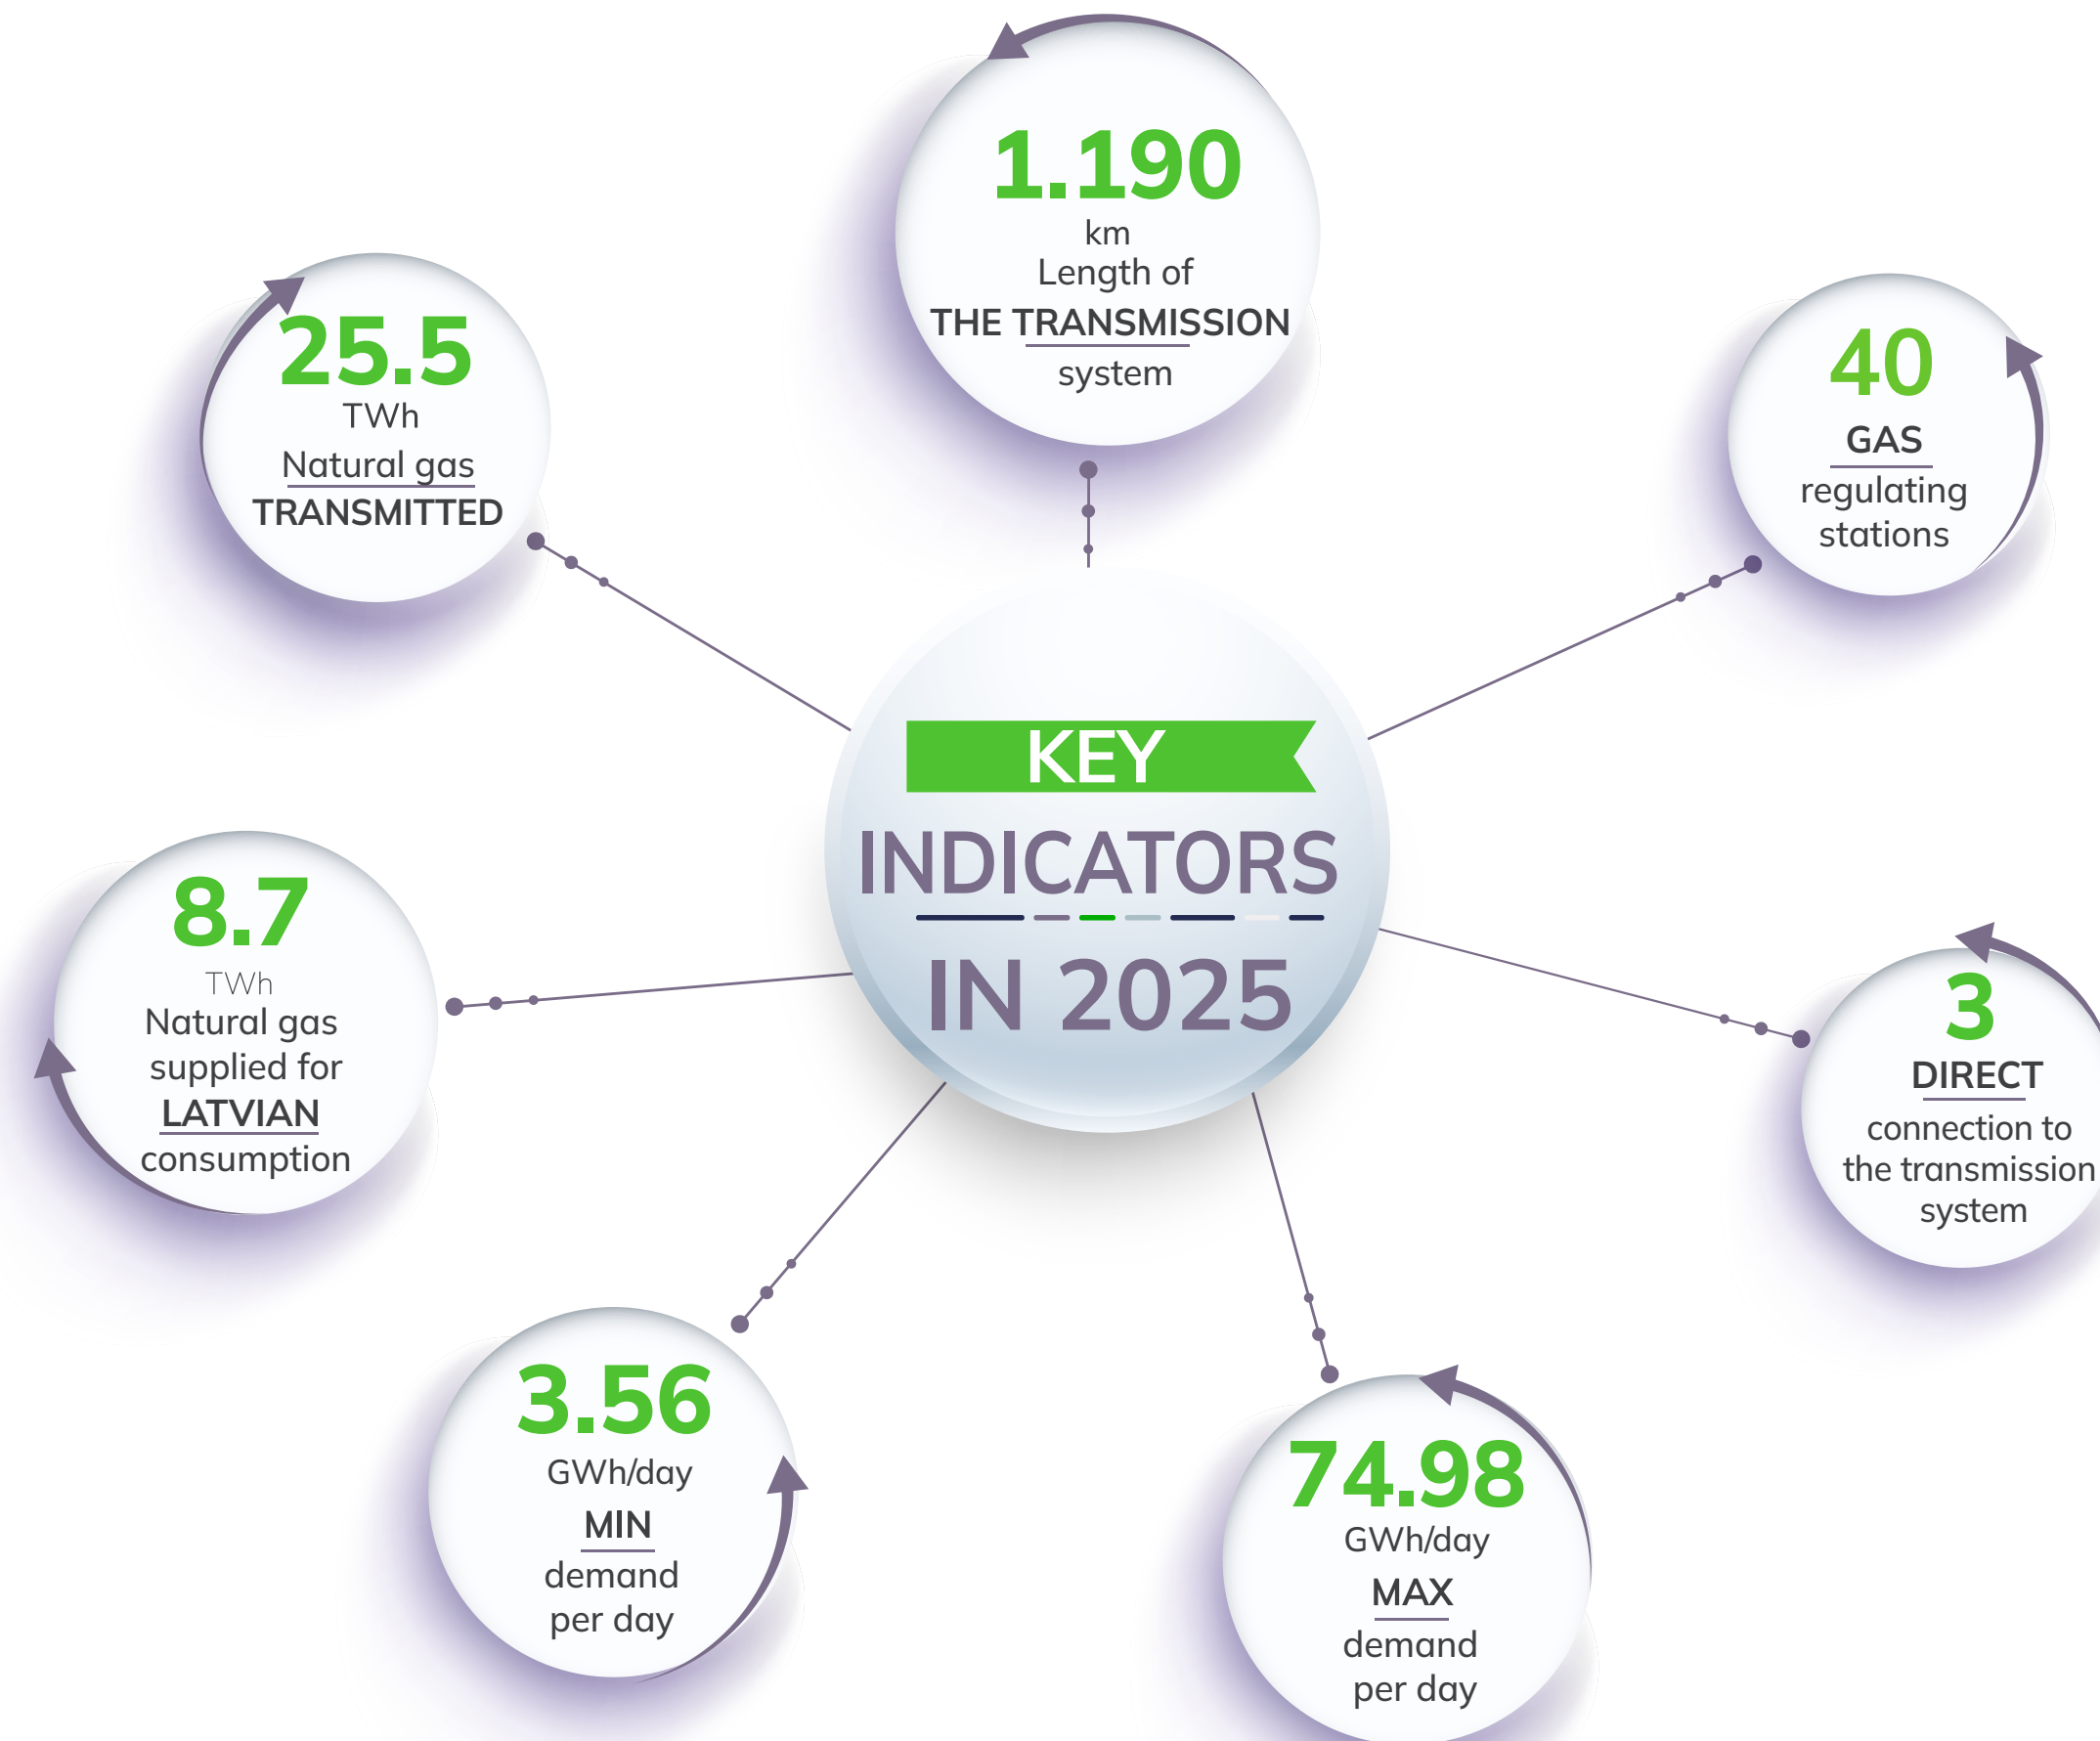 1.190
km
Length of
THE TRANSMISSION
system
25.5
TWh
Natural gas
TRANSMITTED
40
GAS
regulating
stations
KEY
INDICATORS
IN 2025
8.7
TWh
Natural gas
supplied for
LATVIAN
consumption
3
DIRECT
connection to
the transmission
system
3.56
GWh/day
MIN
demand
per day
74.98
GWh/day
MAX
demand
per day